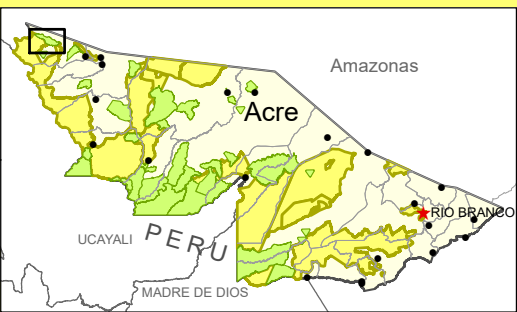 Amazonas
Acre
RIO BRANCO
PERU
UCAYALI
MADRE DE DIOS